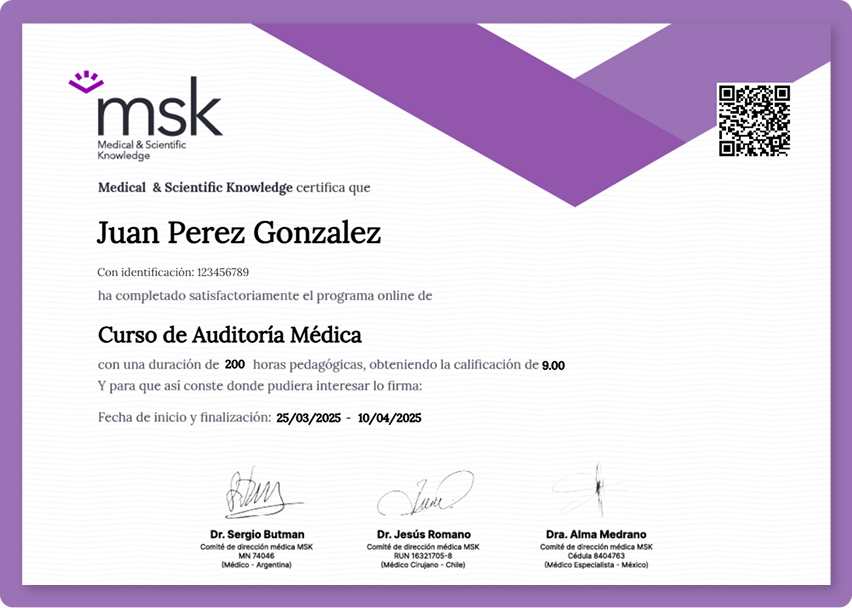 msk
Medical & Scientific
Knowledge
Medical & Scientific Knowledge certifica que
Juan Perez Gonzalez
Con identificación: 123456789
ha completado satisfactoriamente el programa online de
Curso de Auditoría Médica
con una duración de 200 horas pedagógicas, obteniendo la calificación de 9.00
Y para que así conste donde pudiera interesar lo firma:
Fecha de inicio y finalización: 25/03/2025 - 10/04/2025
Dr. Sergio Butman
Comité de dirección médica MSK
MN 74046
(Médico - Argentina)
Dr. Jesús Romano
Comité de dirección médica MSK
RUN 16321705-8
(Médico Cirujano - Chile)
Dra. Alma Medrano
Comité de dirección médica MSK
Cédula 8404763
(Médico Especialista - México)